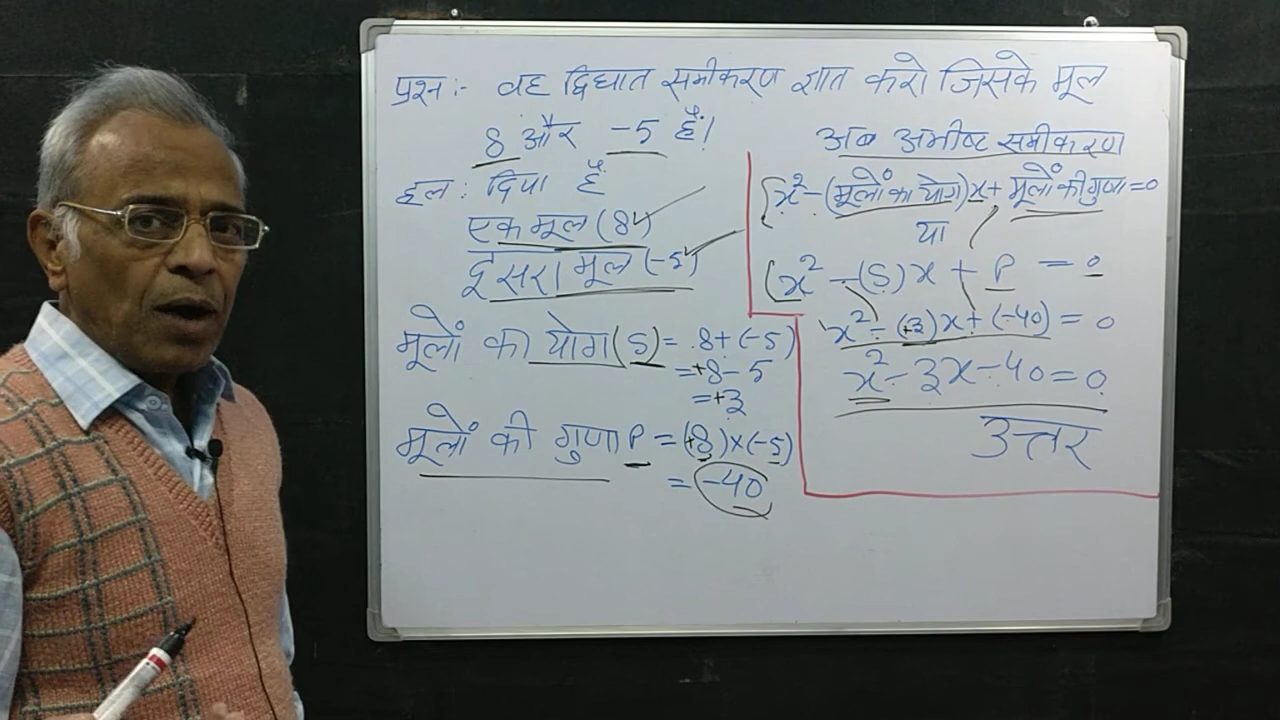 प्रश्न :- वह द्विघात समीकरण ज्ञात करो जिसके मूल
8 और -5 हैं।
हल : दिया है
एक मूल (8)
दूसरा मूल (-5)
मूलों का योग (S) = 8+(-5)
= +8-5
= +3
मूलों की गुणा P = (+8)×(-5)
= -40
अब अभीष्ट समीकरण
x² - (मूलों का योग)x + मूलों की गुणा = 0
या
x² - (S)x + P = 0
x² - (+3)x + (-40) = 0
x² - 3x - 40 = 0
उत्तर